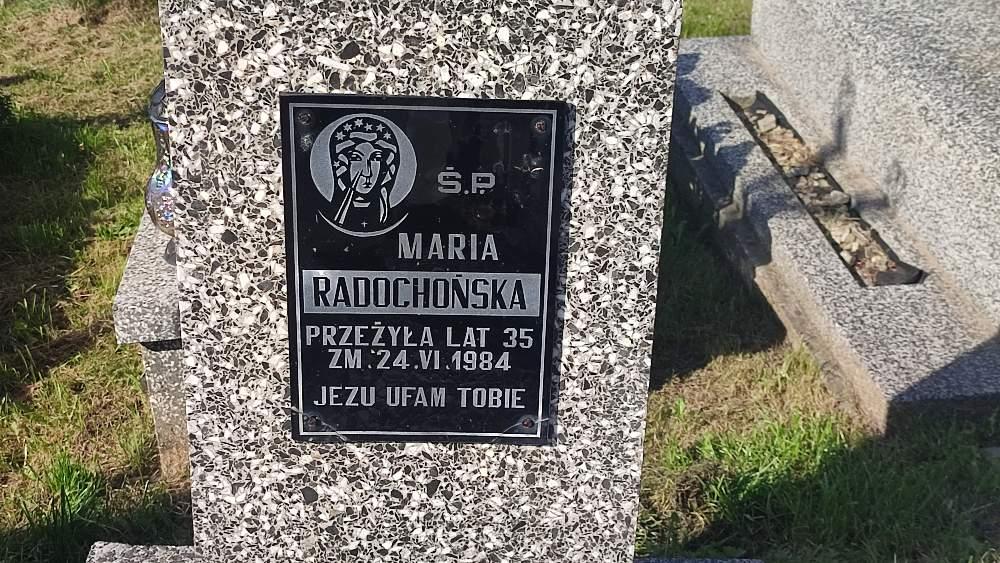 Ś.P.
MARIA
RADOCHOŃSKA
PRZEŻYŁA LAT 35
ZM. 24.VI.1984
JEZU UFAM TOBIE